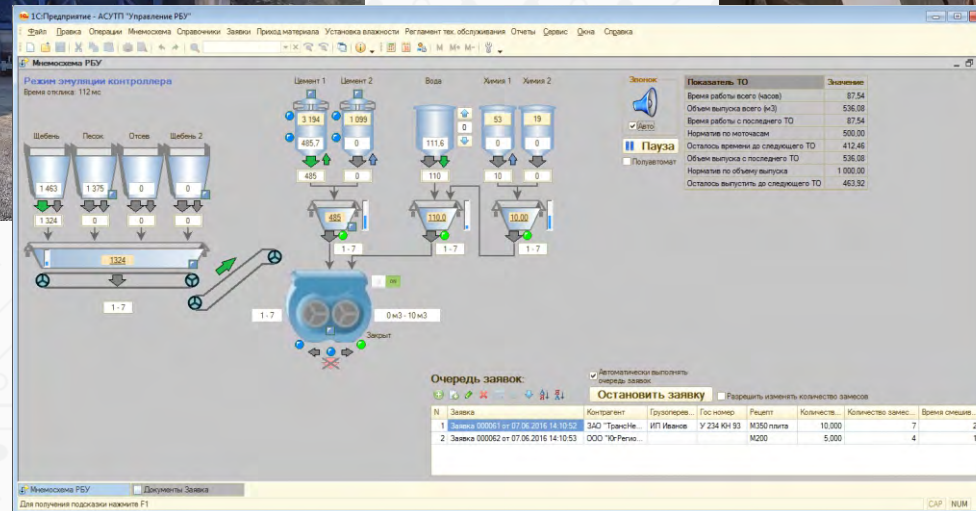 1С:Предприятие - АСУТП "Управление РБУ"
Файл Правка Операции Мнемосхема Справочники Заявки Приход материала Установка влажности Регламент тех. обслуживания Отчеты Сервис Окна Справка
M M+ M-
Мнемосхема РБУ
Режим эмуляции контроллера
Время отклика: 112 мс
Цемент 1 Цемент 2 Вода Химия 1 Химия 2
3 194 1 099 0 53 19
485,7 0 111,6 0 0
485 0 110 10 0
Щебень Песок Отсев Щебень 2
1 463 1 375 0 0
1 324 0 0 0
485 110.0 10.00
1 - 7 1 - 7 1 - 7
1324
1 - 7
1 - 7 0 м3 - 10 м3
Закрыт
Звонок
Авто
Пауза
Полуавтомат
Показатель ТО Значение
Время работы всего (часов) 87,54
Объем выпуска всего (м3) 536,08
Время работы с последнего ТО 87,54
Норматив по моточасам 500,00
Осталось времени до следующего ТО 412,46
Объем выпуска с последнего ТО 536,08
Норматив по объему выпуска 1 000,00
Осталось выпустить до следующего ТО 463,92
Очередь заявок:
Автоматически выполнять
очередь заявок
Остановить заявку
Разрешить изменять количество замесов
N Заявка Контрагент Грузоперев... Гос номер Рецепт Количеств... Количество замес... Время смешив...
1 Заявка 000061 от 07.06.2016 14:10:52 ЗАО "ТрансНе... ИП Иванов У 234 КН 93 М350 плита 10,000 7 2
2 Заявка 000062 от 07.06.2016 14:10:53 ООО "ЮгРегио... М200 5,000 4 1
Мнемосхема РБУ Документы Заявка
Для получения подсказки нажмите F1
CAP NUM